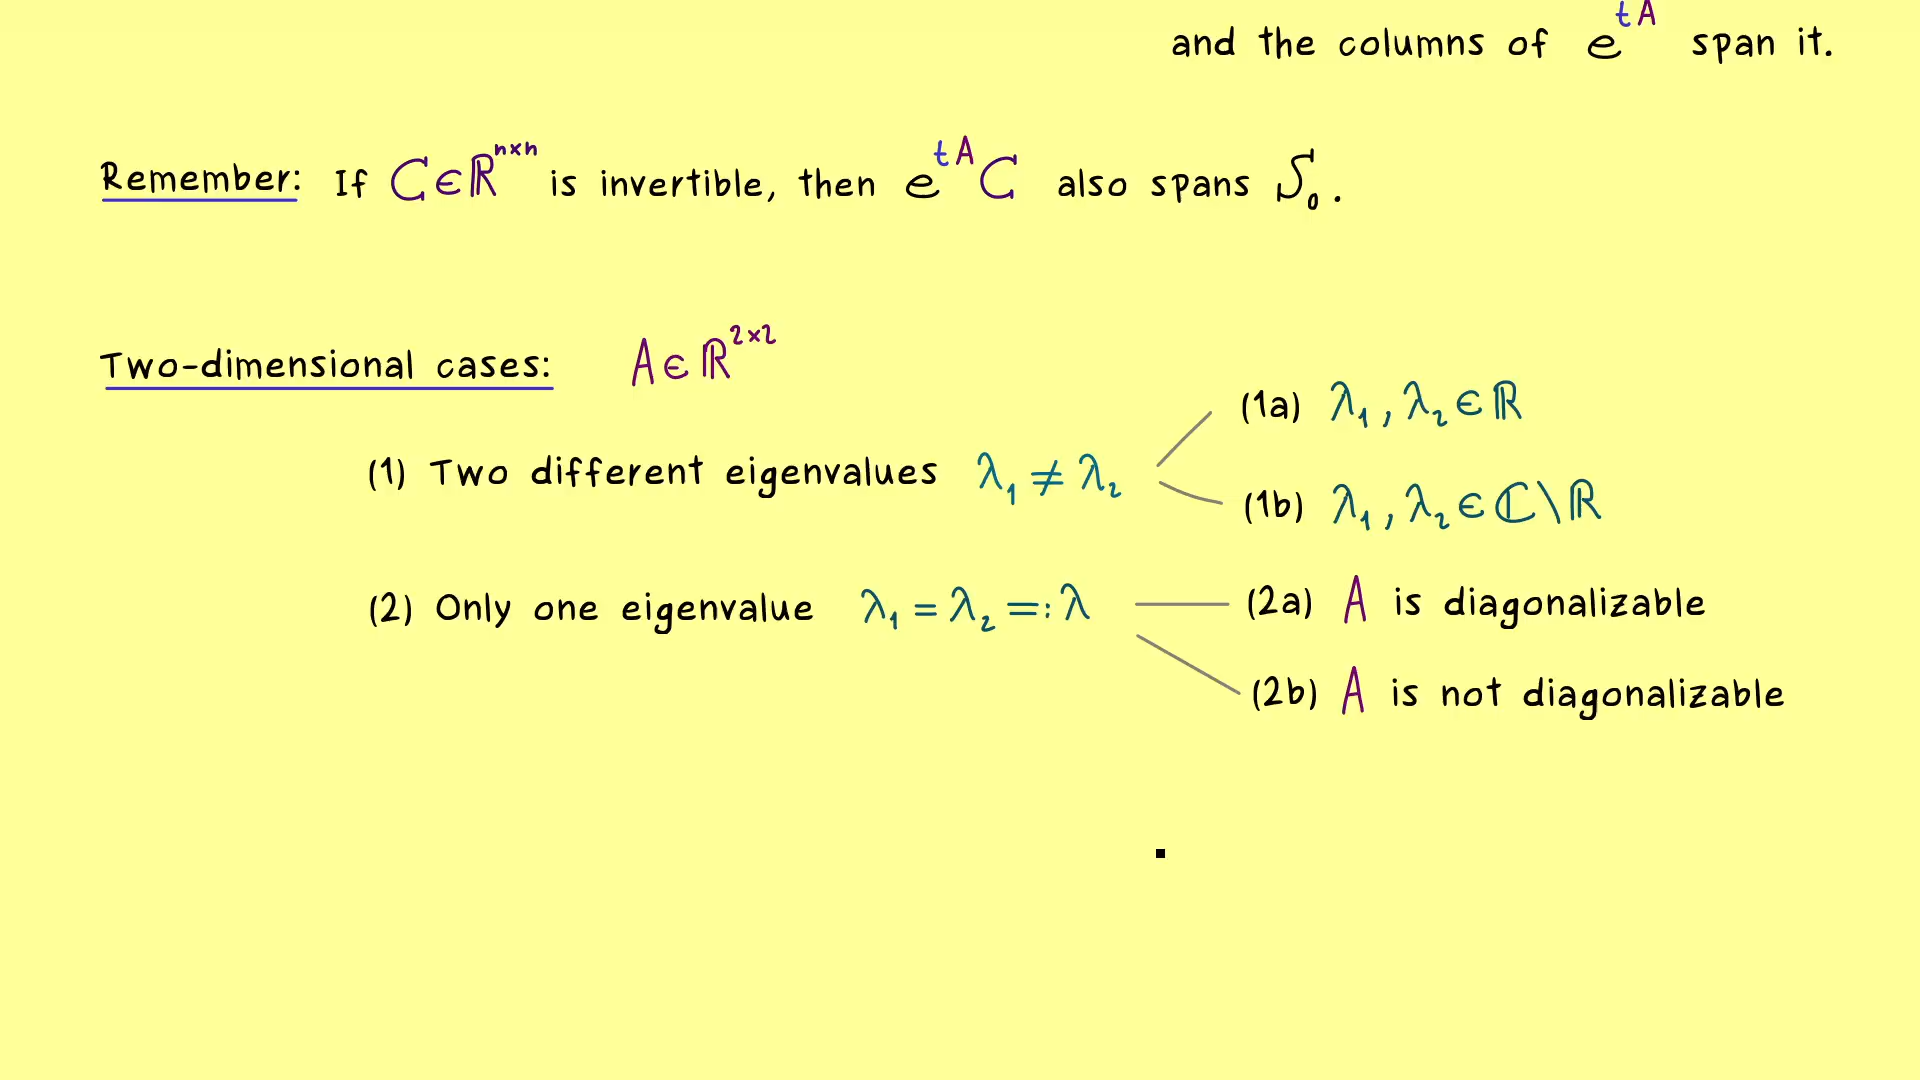 and the columns of e^{tA} span it.
Remember: If C ∈ ℝ^{n×n} is invertible, then e^{tA} C also spans S₀.
Two-dimensional cases: A ∈ ℝ^{2×2}
(1a) λ₁, λ₂ ∈ ℝ
(1) Two different eigenvalues λ₁ ≠ λ₂
(1b) λ₁, λ₂ ∈ ℂ∖ℝ
(2) Only one eigenvalue λ₁ = λ₂ =: λ (2a) A is diagonalizable
(2b) A is not diagonalizable